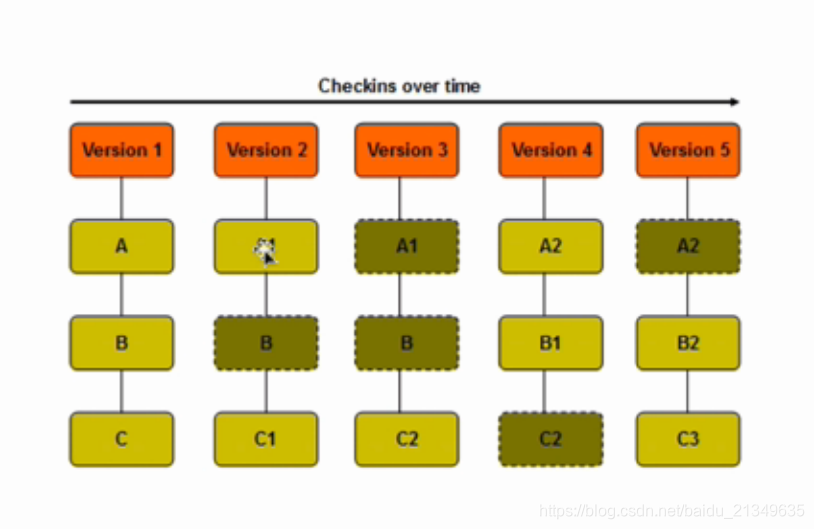 Checkins over time
Version 1 Version 2 Version 3 Version 4 Version 5
A A1 A2 A2
B B B B1 B2
C C1 C2 C2 C3
https://blog.csdn.net/baidu_21349635